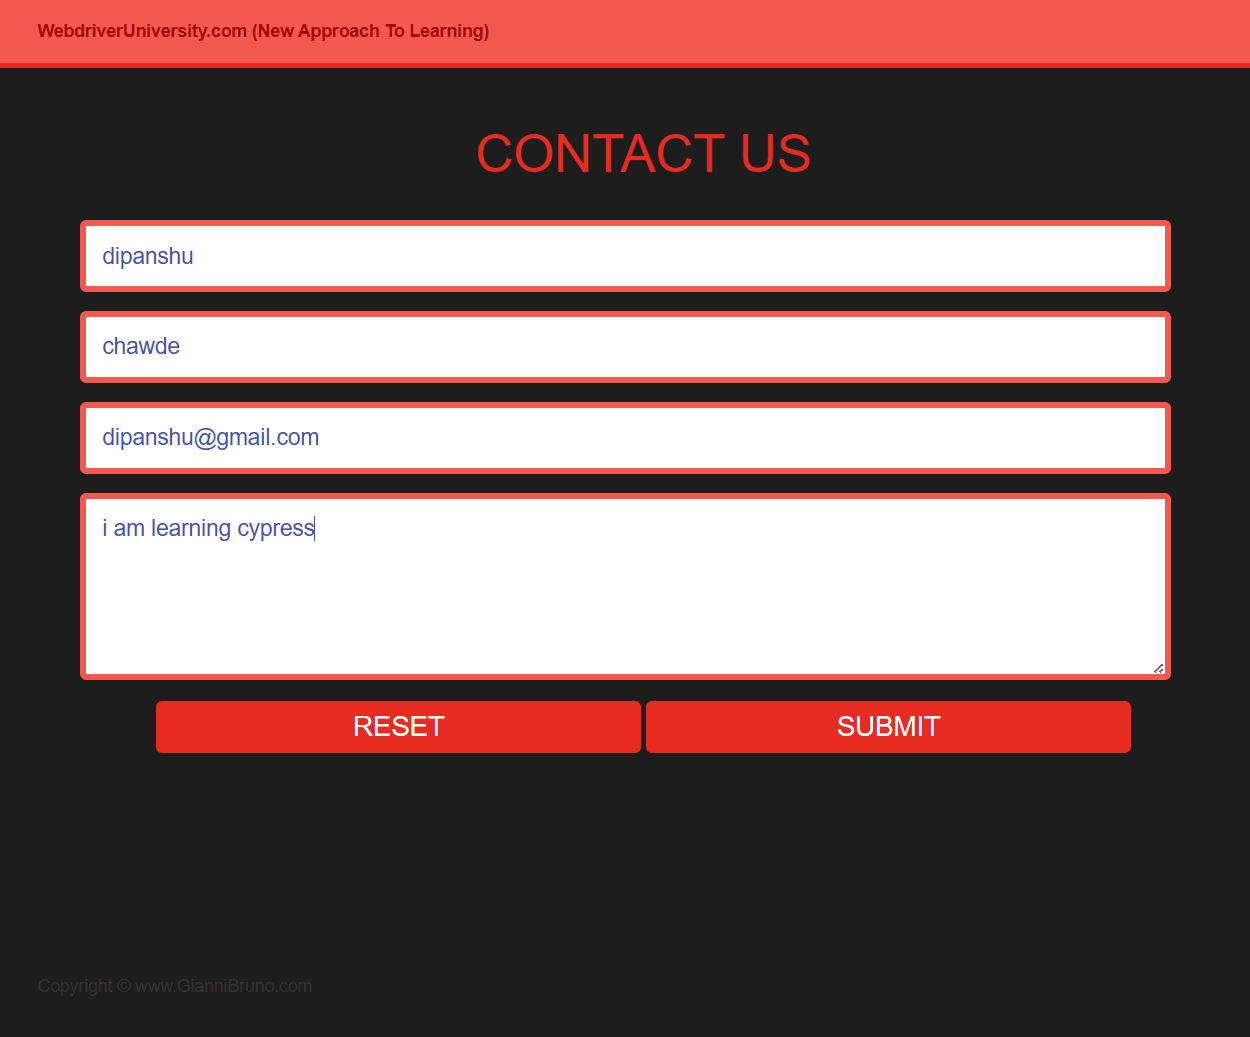 WebdriverUniversity.com (New Approach To Learning)
CONTACT US
dipanshu
chawde
dipanshu@gmail.com
i am learning cypress
RESET SUBMIT
Copyright © www.GianniBruno.com